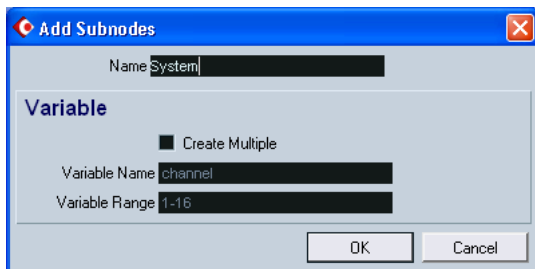 Add Subnodes
Name System
Variable
Create Multiple
Variable Name channel
Variable Range 1-16
OK Cancel